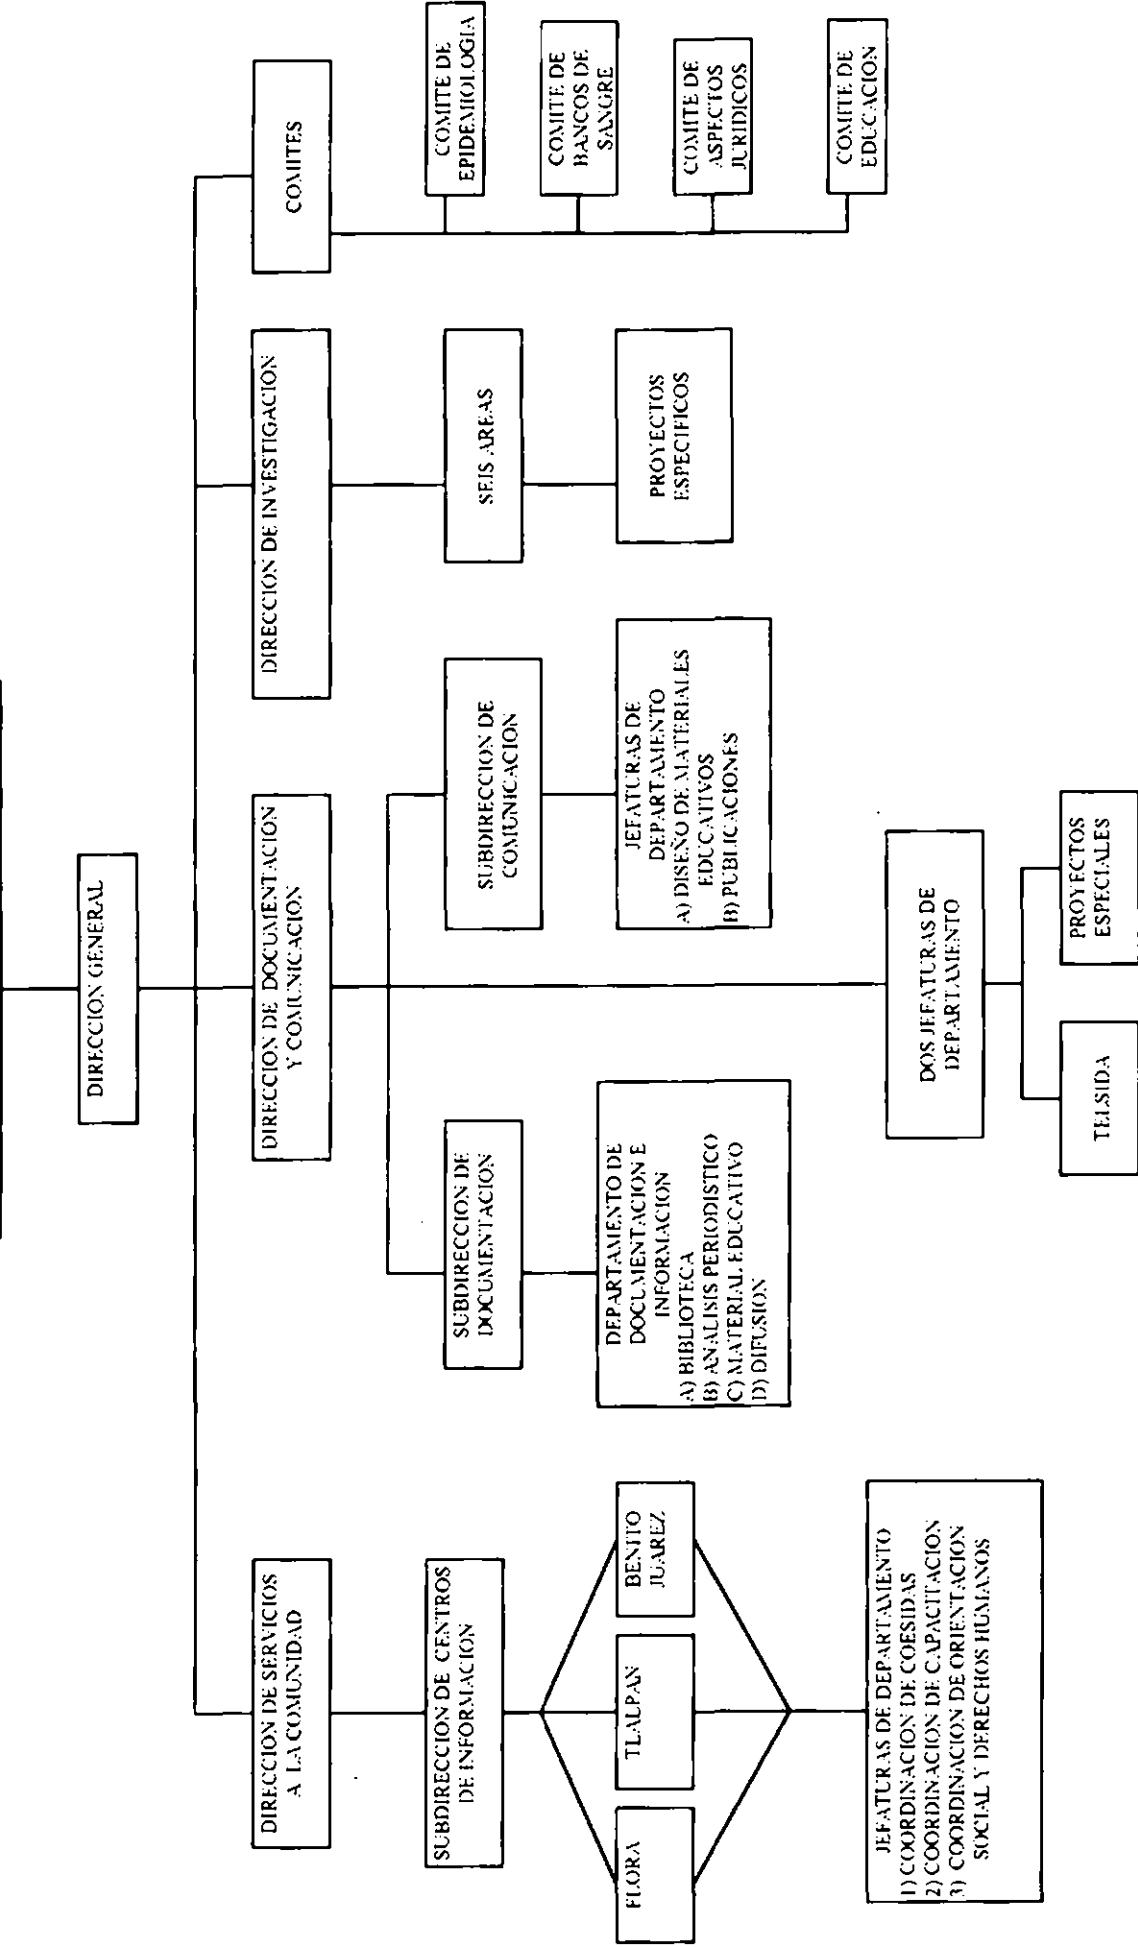 DIRECCION GENERAL
DIRECCION DE SERVICIOS
A LA COMUNIDAD
DIRECCION DE DOCUMENTACION
Y COMUNICACION
DIRECCION DE INVESTIGACION
COMITES
SUBDIRECCION DE CENTROS
DE INFORMACION
FLORA
TLALPAN
BENITO
JUAREZ
JEFATURAS DE DEPARTAMENTO
1) COORDINACION DE COESIDAS
2) COORDINACION DE CAPACITACION
3) COORDINACION DE ORIENTACION
SOCIAL Y DERECHOS HUMANOS
SUBDIRECCION DE
DOCUMENTACION
DEPARTAMENTO DE
DOCUMENTACION E
INFORMACION
A) BIBLIOTECA
B) ANALISIS PERIODISTICO
C) MATERIAL EDUCATIVO
D) DIFUSION
SUBDIRECCION DE
COMUNICACION
JEFATURAS DE
DEPARTAMENTO
A) DISEÑO DE MATERIALES
EDUCATIVOS
B) PUBLICACIONES
DOS JEFATURAS DE
DEPARTAMENTO
TELSIDA
PROYECTOS
ESPECIALES
SEIS AREAS
PROYECTOS
ESPECIFICOS
COMITE DE
EPIDEMIOLOGIA
COMITE DE
BANCOS DE
SANGRE
COMITE DE
ASPECTOS
JURIDICOS
COMITE DE
EDUCACION